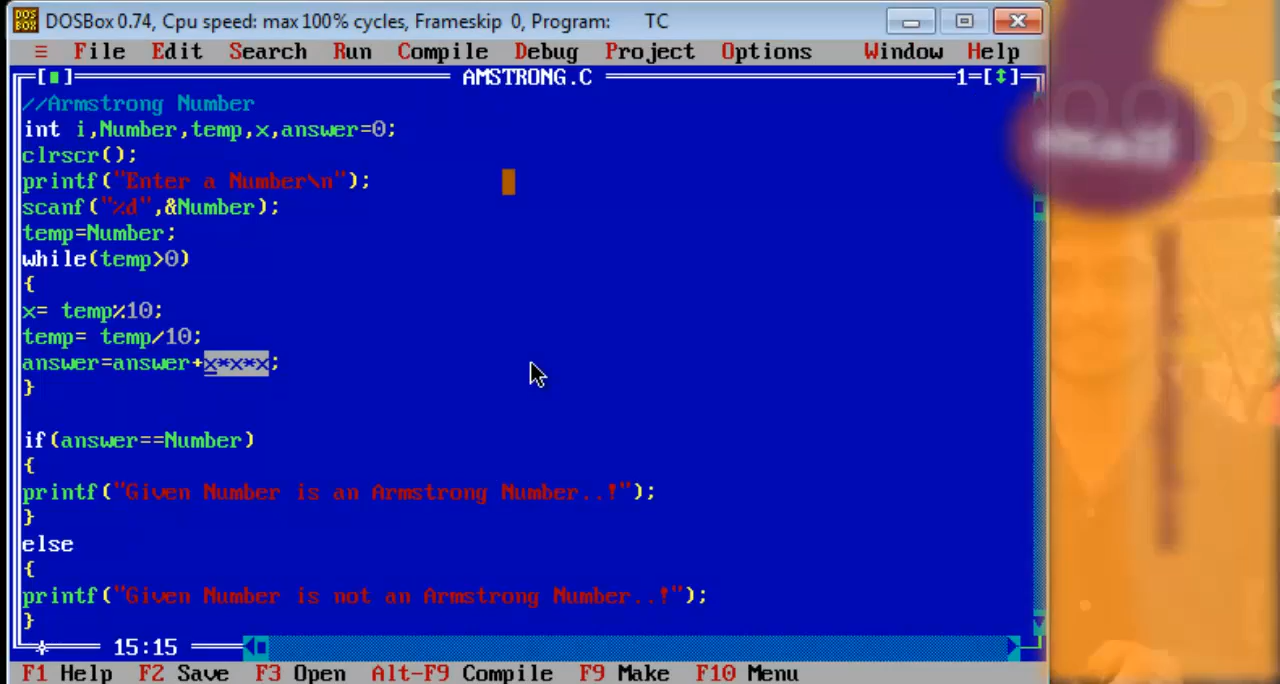 DOSBox 0.74, Cpu speed: max 100% cycles, Frameskip 0, Program: TC
≡ File Edit Search Run Compile Debug Project Options Window Help
[■] AMSTRONG.C 1=[↕]
//Armstrong Number
int i,Number,temp,x,answer=0;
clrscr();
printf("Enter a Number\n");
scanf("%d",&Number);
temp=Number;
while(temp>0)
{
x= temp%10;
temp= temp/10;
answer=answer+x*x*x;
}
if(answer==Number)
{
printf("Given Number is an Armstrong Number..!");
}
else
{
printf("Given Number is not an Armstrong Number..!");
}
15:15
F1 Help F2 Save F3 Open Alt-F9 Compile F9 Make F10 Menu